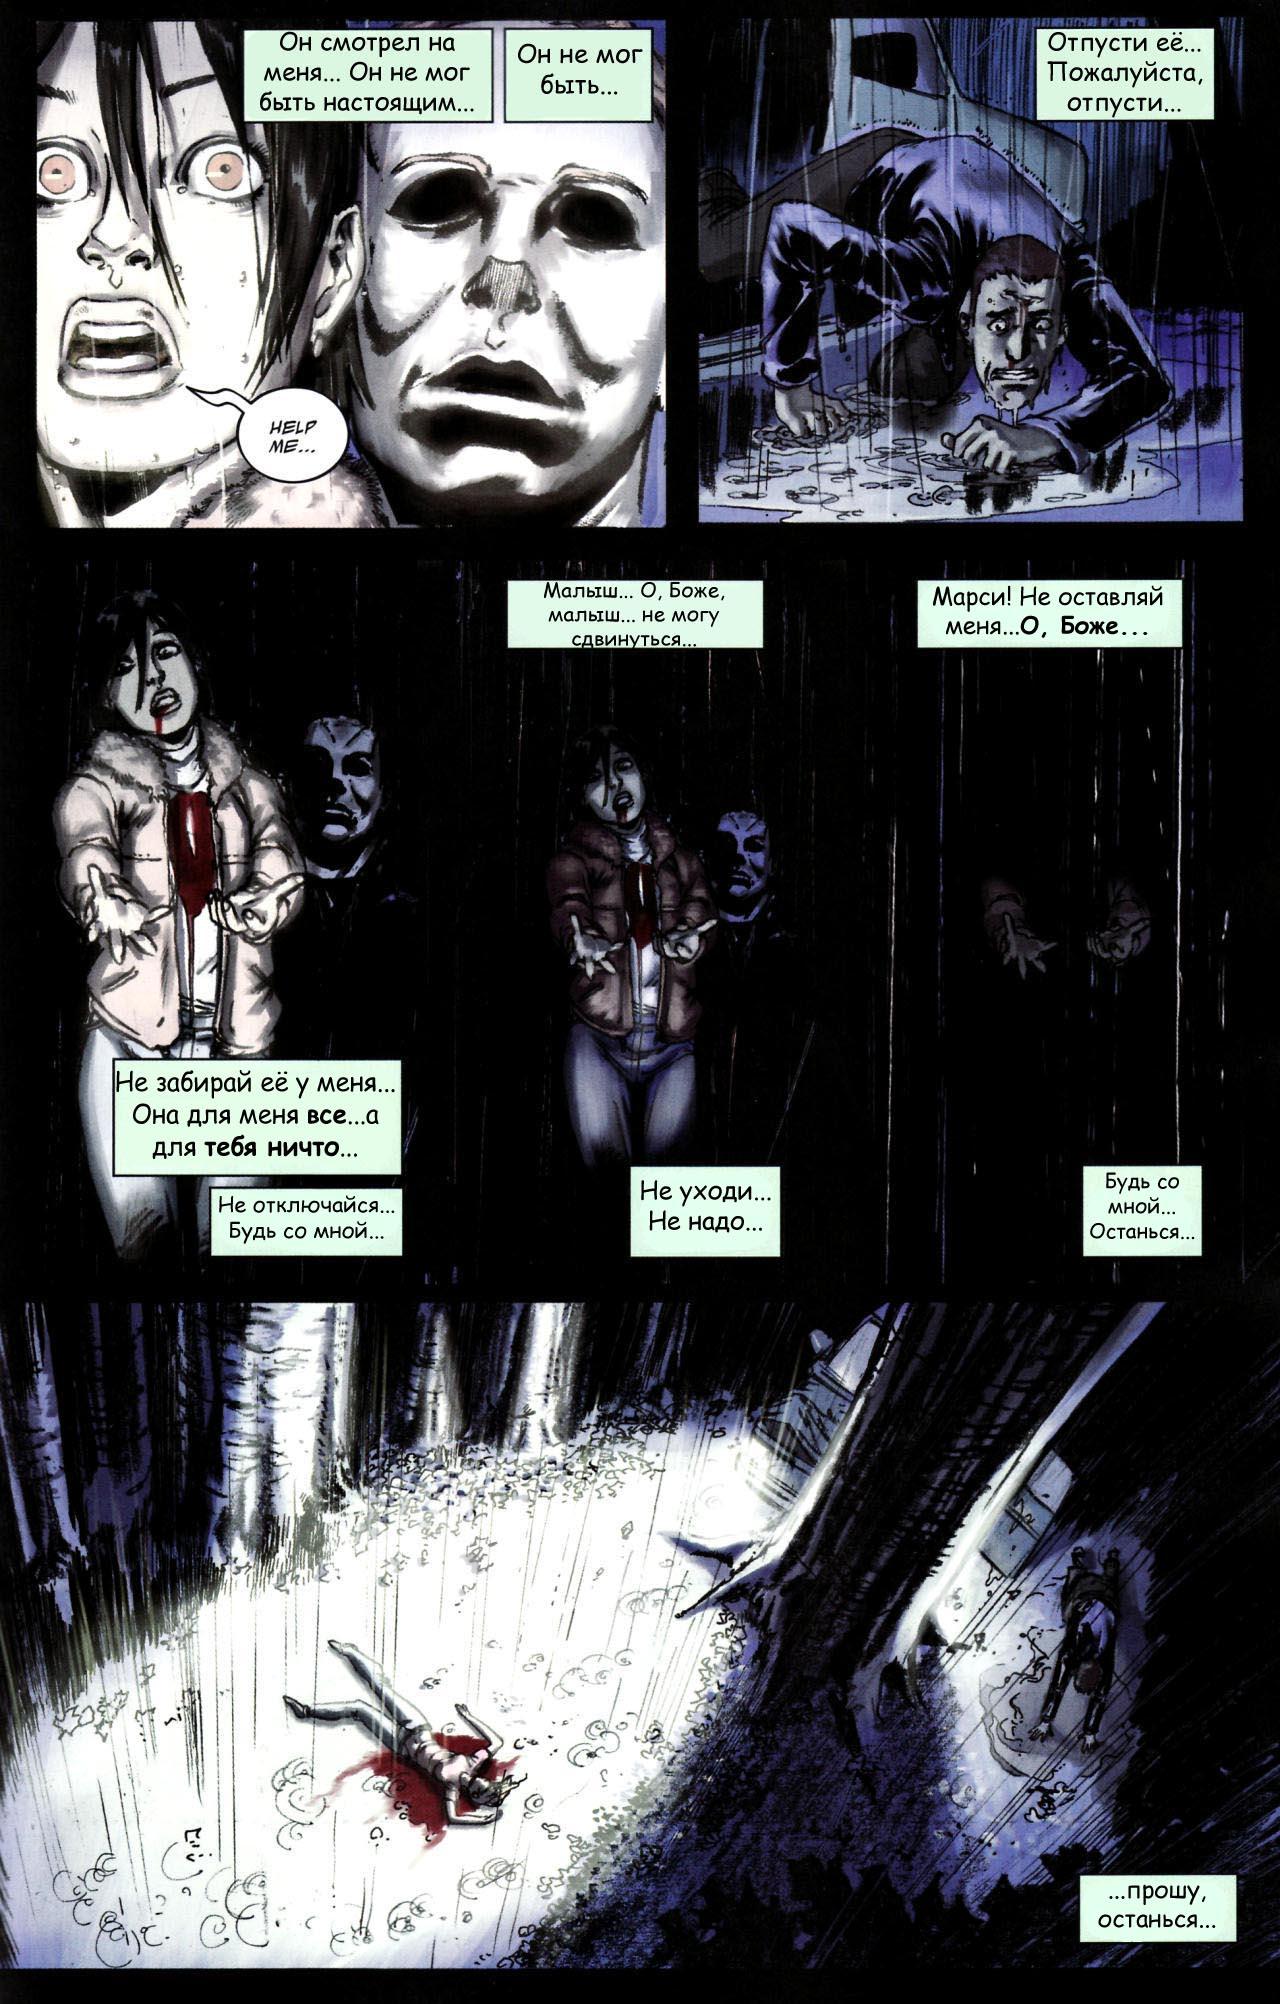 Он смотрел на
меня... Он не мог
быть настоящим...
Он не мог
быть...
HELP
ME...
Отпусти её...
Пожалуйста,
отпусти...
Не забирай её у меня...
Она для меня все...а
для тебя ничто...
Не отключайся...
Будь со мной...
Малыш... О, Боже,
малыш... не могу
сдвинуться...
Не уходи...
Не надо...
Марси! Не оставляй
меня...О, Боже...
Будь со
мной...
Останься...
...прошу,
останься...